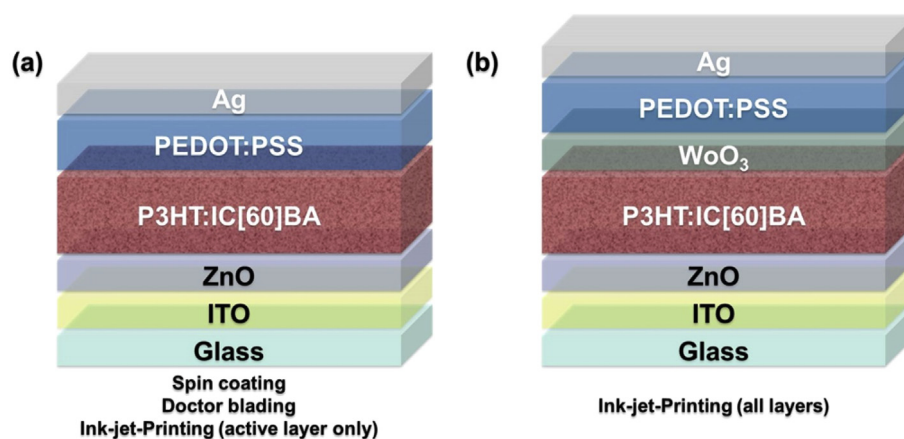 (a)
Ag
PEDOT:PSS
P3HT:IC[60]BA
ZnO
ITO
Glass
Spin coating
Doctor blading
Ink-jet-Printing (active layer only)
(b)
Ag
PEDOT:PSS
WoO₃
P3HT:IC[60]BA
ZnO
ITO
Glass
Ink-jet-Printing (all layers)